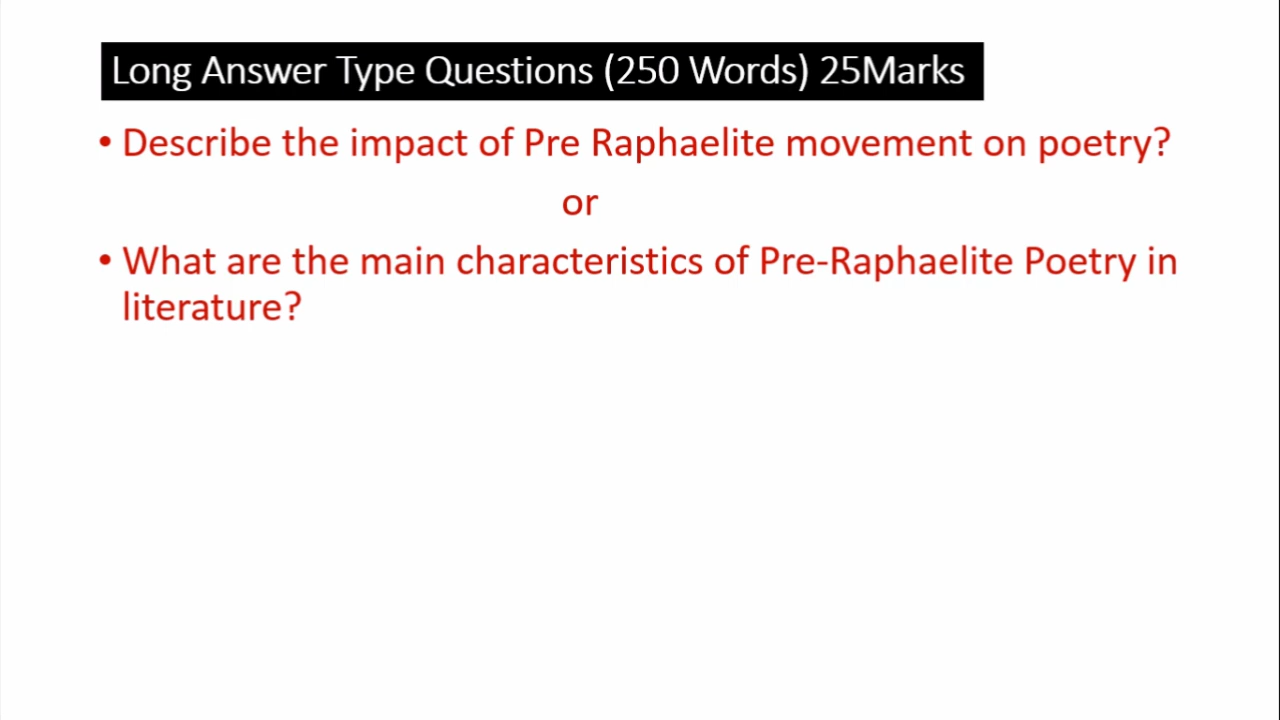 Long Answer Type Questions (250 Words) 25Marks
• Describe the impact of Pre Raphaelite movement on poetry?
or
• What are the main characteristics of Pre-Raphaelite Poetry in
literature?